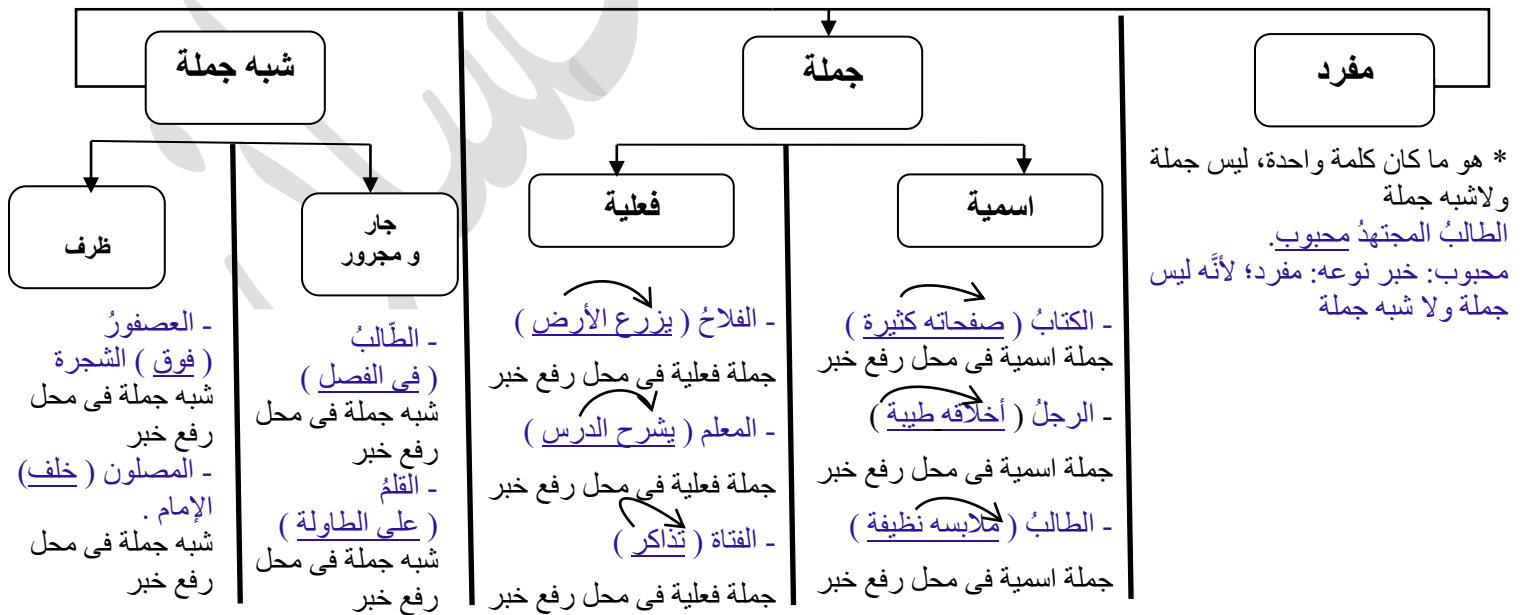 مفرد
جملة
شبه جملة
* هو ما كان كلمة واحدة، ليس جملة
ولاشبه جملة
الطالبُ المجتهدُ محبوب.
محبوب: خبر نوعه: مفرد؛ لأنَّه ليس
جملة ولا شبه جملة
اسمية
- الكتابُ ( صفحاته كثيرة )
جملة اسمية فى محل رفع خبر
- الرجلُ ( أخلاقه طيبة )
جملة اسمية فى محل رفع خبر
- الطالبُ ( ملابسه نظيفة )
جملة اسمية فى محل رفع خبر
فعلية
- الفلاحُ ( يزرع الأرض )
جملة فعلية فى محل رفع خبر
- المعلم ( يشرح الدرس )
جملة فعلية فى محل رفع خبر
- الفتاة ( تذاكر )
جملة فعلية فى محل رفع خبر
جار
و مجرور
- الطّالبُ
( فى الفصل )
شبه جملة فى محل
رفع خبر
- القلمُ
( على الطاولة )
شبه جملة فى محل
رفع خبر
ظرف
- العصفورُ
( فوق ) الشجرة
شبه جملة فى محل
رفع خبر
- المصلون ( خلف)
الإمام .
شبه جملة فى محل
رفع خبر